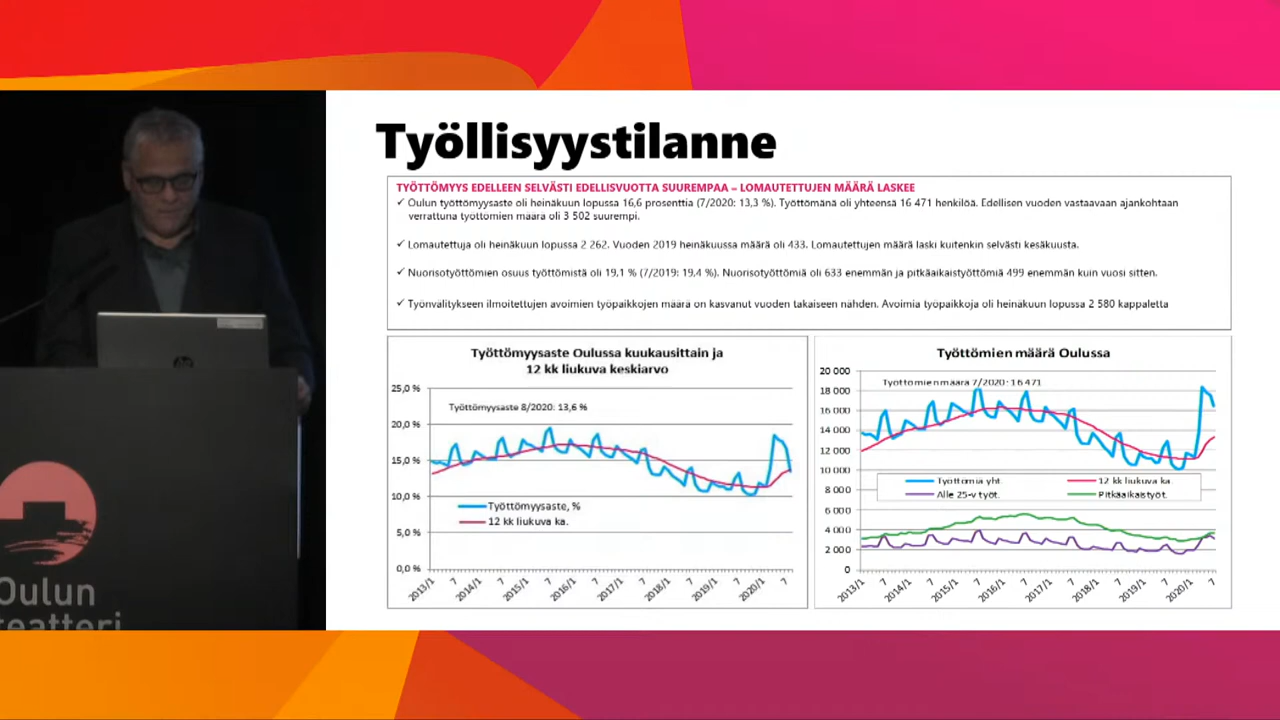 Työllisyystilanne
TYÖTTÖMYYS EDELLEEN SELVÄSTI EDELLISVUOTTA SUUREMPAA – LOMAUTETTUJEN MÄÄRÄ LASKEE
✓ Oulun työttömyysaste oli heinäkuun lopussa 16,6 prosenttia (7/2020: 13,3 %). Työttömänä oli yhteensä 16 471 henkilöä. Edellisen vuoden vastaavaan ajankohtaan
verrattuna työttömien määrä oli 3 502 suurempi.
✓ Lomautettuja oli heinäkuun lopussa 2 262. Vuoden 2019 heinäkuussa määrä oli 433. Lomautettujen määrä laski kuitenkin selvästi kesäkuusta.
✓ Nuorisotyöttömien osuus työttömistä oli 19,1 % (7/2019: 19,4 %). Nuorisotyöttömiä oli 633 enemmän ja pitkäaikaistyöttömiä 499 enemmän kuin vuosi sitten.
✓ Työnvälitykseen ilmoitettujen avoimien työpaikkojen määrä on kasvanut vuoden takaiseen nähden. Avoimia työpaikkoja oli heinäkuun lopussa 2 580 kappaletta
Työttömyysaste Oulussa kuukausittain ja
12 kk liukuva keskiarvo
25,0 %
Työttömyysaste 8/2020: 13,6 %
20,0 %
15,0 %
10,0 %
Työttömyysaste, %
12 kk liukuva ka.
5,0 %
0,0 %
2013/1 7 2014/1 7 2015/1 7 2016/1 7 2017/1 7 2018/1 7 2019/1 7 2020/1 7
Työttömien määrä Oulussa
20 000
Työttömien määrä 7/2020: 16 471
18 000
16 000
14 000
12 000
10 000
Työttömiä yht. 12 kk liukuva ka.
8 000
Alle 25-v työt. Pitkäaikaistyöt.
6 000
4 000
2 000
0
2013/1 7 2014/1 7 2015/1 7 2016/1 7 2017/1 7 2018/1 7 2019/1 7 2020/1 7
hp
Oulun
teatteri